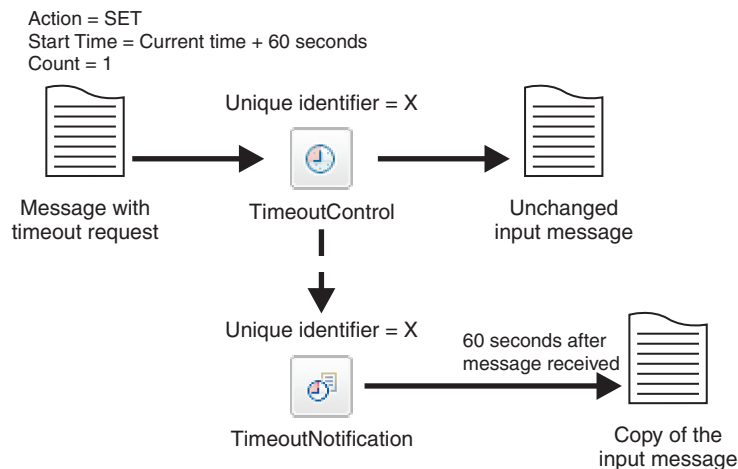 Action = SET
Start Time = Current time + 60 seconds
Count = 1
Unique identifier = X
Message with
timeout request
TimeoutControl
Unchanged
input message
Unique identifier = X
60 seconds after
message received
TimeoutNotification
Copy of the
input message